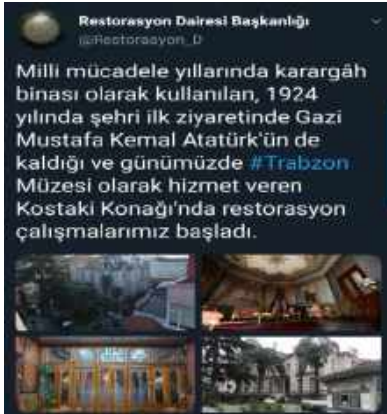 Restorasyon Dairesi Başkanlığı
@Restorasyon_D
Milli mücadele yıllarında karargâh
binası olarak kullanılan, 1924
yılında şehri ilk ziyaretinde Gazi
Mustafa Kemal Atatürk'ün de
kaldığı ve günümüzde #Trabzon
Müzesi olarak hizmet veren
Kostaki Konağı'nda restorasyon
çalışmalarımız başladı.